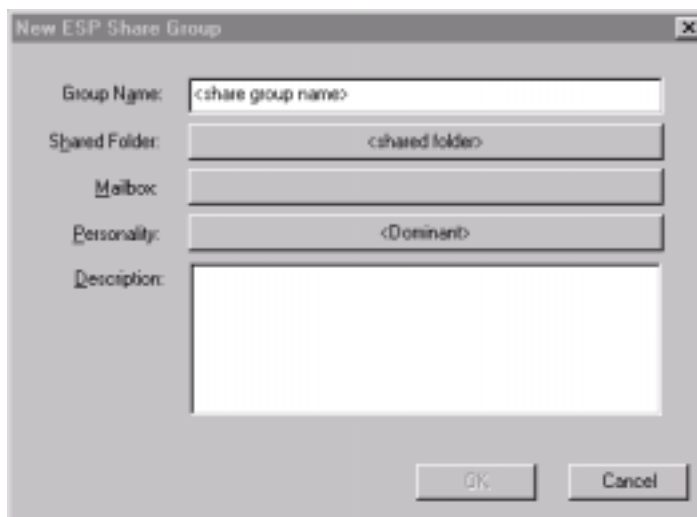 New ESP Share Group
Group Name: <share group name>
Shared Folder: <shared folder>
Mailbox:
Personality: <Dominant>
Description:
OK Cancel